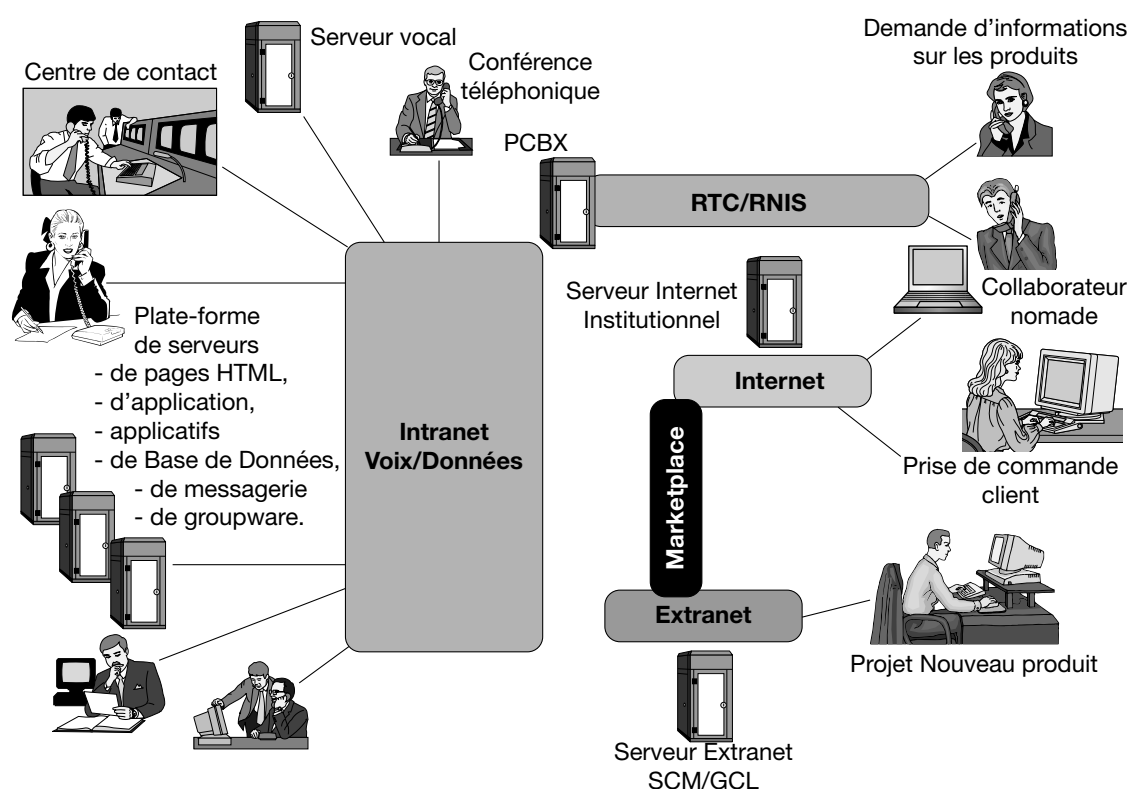 Serveur vocal
Centre de contact
Conférence
téléphonique
PCBX
Demande d'informations
sur les produits
RTC/RNIS
Collaborateur
nomade
Serveur Internet
Institutionnel
Plate-forme
de serveurs
- de pages HTML,
- d'application,
- applicatifs
- de Base de Données,
- de messagerie
- de groupware.
Intranet
Voix/Données
Internet
Prise de commande
client
Marketplace
Extranet
Projet Nouveau produit
Serveur Extranet
SCM/GCL